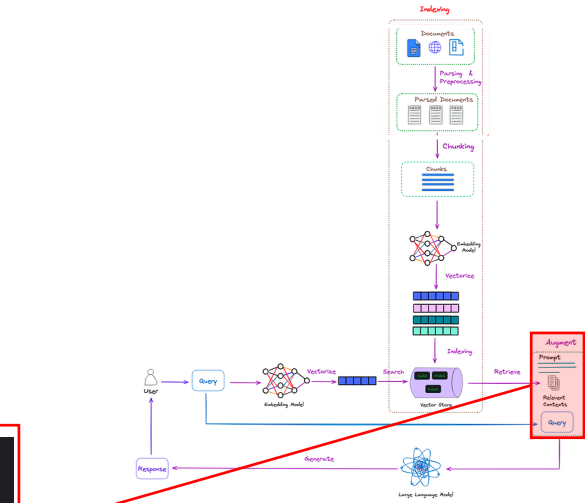 Indexing
Documents
Parsing &
Preprocessing
Parsed Documents
Chunking
Chunks
Embedding
Model
Vectorize
Indexing
Augment
Prompt
Relevent
Contexts
Query
User
Query
Vectorize
Embedding Model
Search
Vector Store
Retrieve
Response
Generate
Large Language Model